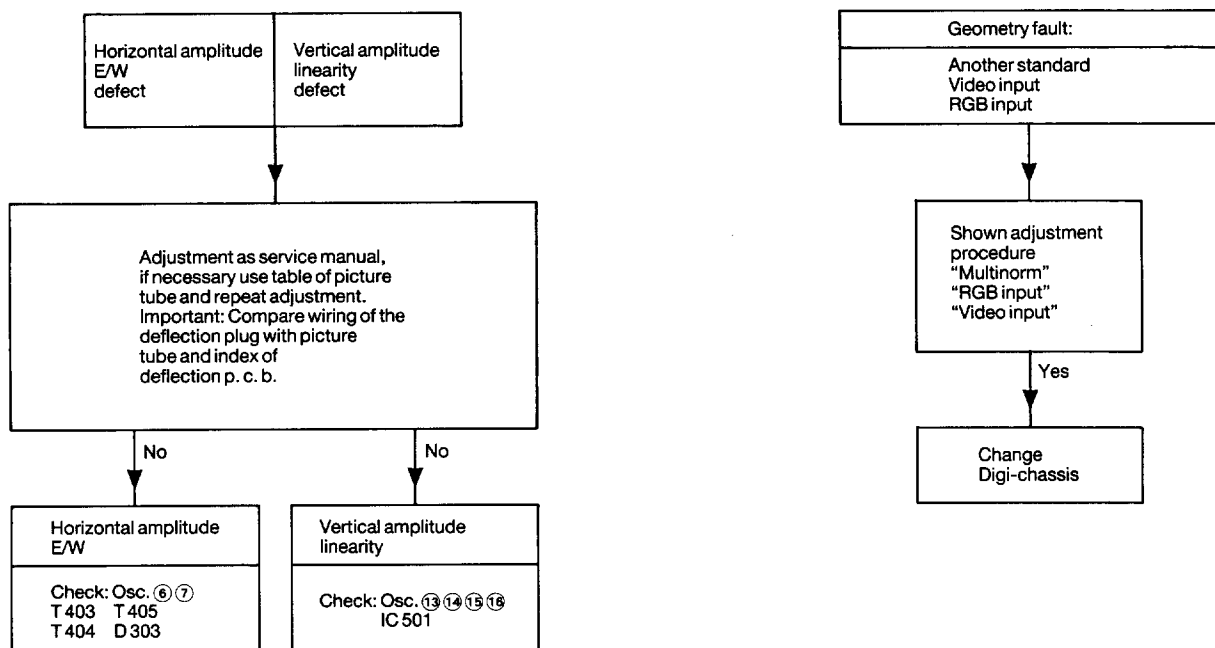 Horizontal amplitude
E/W
defect
Vertical amplitude
linearity
defect
Adjustment as service manual,
if necessary use table of picture
tube and repeat adjustment.
Important: Compare wiring of the
deflection plug with picture
tube and index of
deflection p. c. b.
No
No
Horizontal amplitude
E/W
Check: Osc. ⑥ ⑦
T 403 T 405
T 404 D 303
Vertical amplitude
linearity
Check: Osc. ⑬ ⑭ ⑮ ⑯
IC 501
Geometry fault:
Another standard
Video input
RGB input
Shown adjustment
procedure
“Multinorm”
“RGB input”
“Video input”
Yes
Change
Digi-chassis